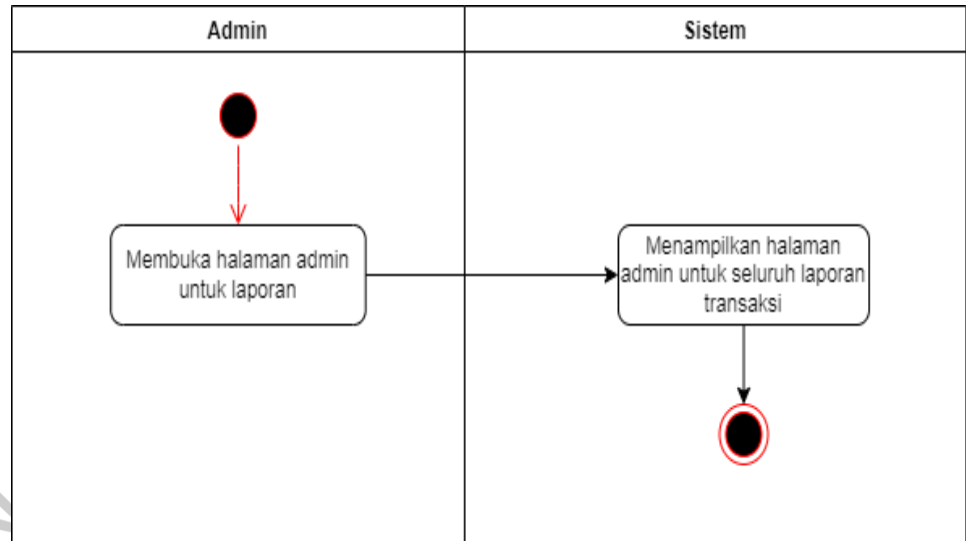 Admin
Sistem
Membuka halaman admin
untuk laporan
Menampilkan halaman
admin untuk seluruh laporan
transaksi